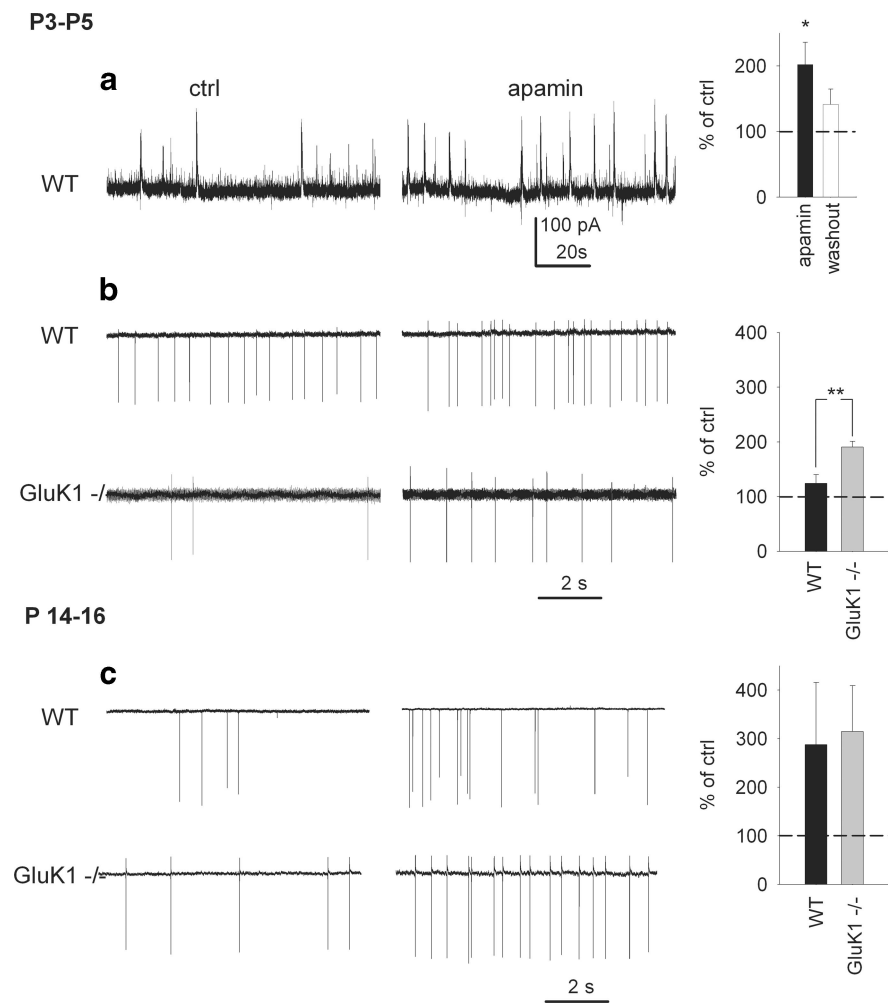 P3-P5
a
ctrl
apamin
WT
100 pA
20s
*
% of ctrl
200
100
0
apamin
washout
b
WT
GluK1 -/
2 s
**
% of ctrl
400
300
200
100
0
WT
GluK1 -/-
P 14-16
c
WT
GluK1 -/-
2 s
% of ctrl
400
300
200
100
0
WT
GluK1 -/-